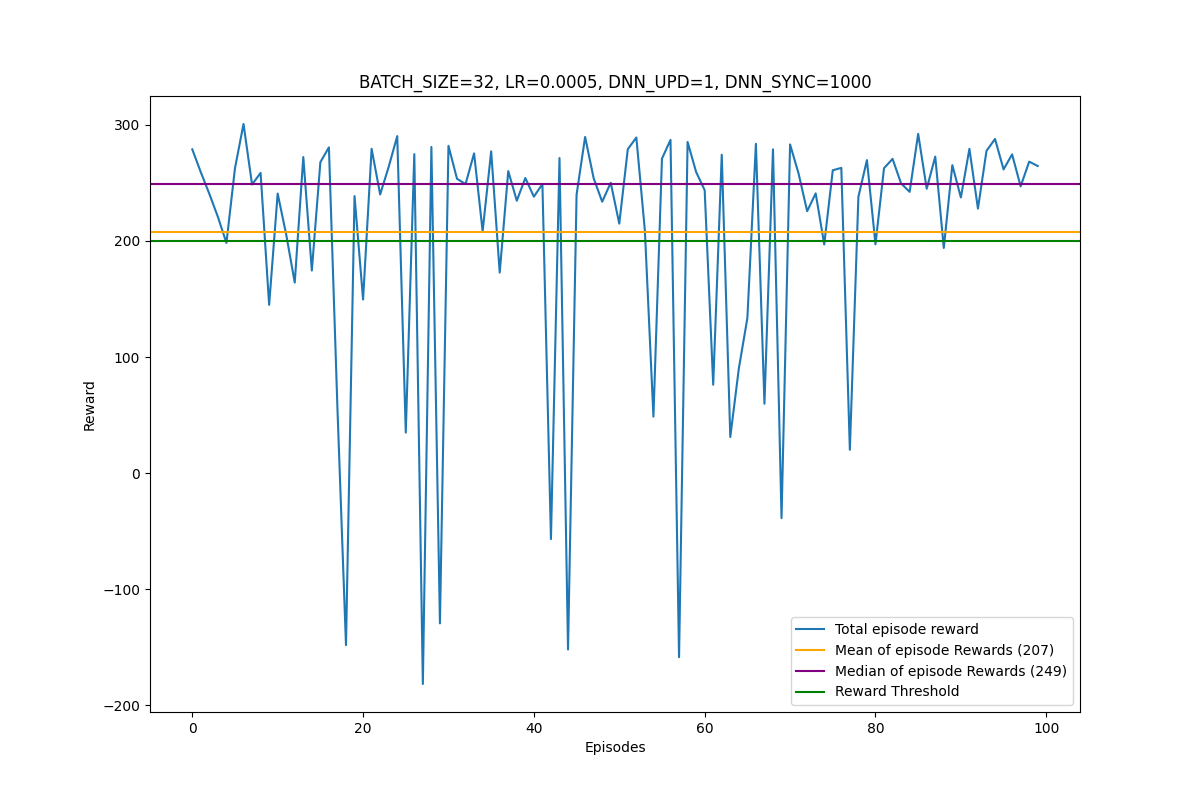 BATCH_SIZE=32, LR=0.0005, DNN_UPD=1, DNN_SYNC=1000
300
200
100
0
−100
−200
Reward
0 20 40 60 80 100
Episodes
Total episode reward
Mean of episode Rewards (207)
Median of episode Rewards (249)
Reward Threshold